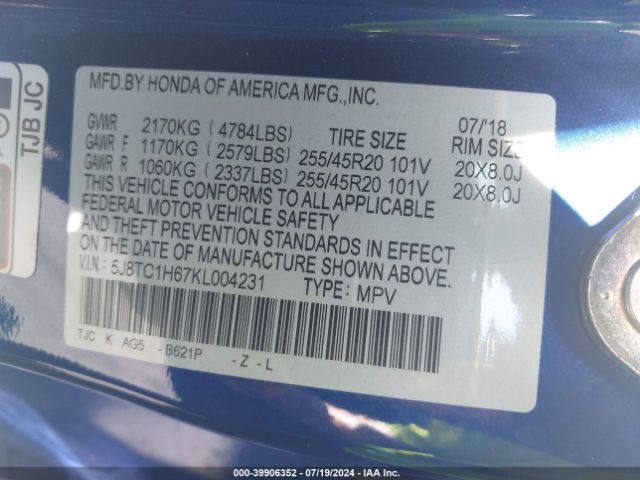 MFD.BY HONDA OF AMERICA MFG.,INC.
07/'18
GVWR 2170KG ( 4784LBS) TIRE SIZE RIM SIZE
GAWR F 1170KG ( 2579LBS) 255/45R20 101V 20X8.0J
GAWR R 1060KG ( 2337LBS) 255/45R20 101V 20X8.0J
THIS VEHICLE CONFORMS TO ALL APPLICABLE
FEDERAL MOTOR VEHICLE SAFETY
AND THEFT PREVENTION STANDARDS IN EFFECT
ON THE DATE OF MANUFACTURE SHOWN ABOVE.
V.I.N.: 5J8TC1H67KL004231 TYPE: MPV
TJC K AG5 - B621P - Z - L
TJB JC
000-39906352 | 07/19/2024 | IAA Inc.